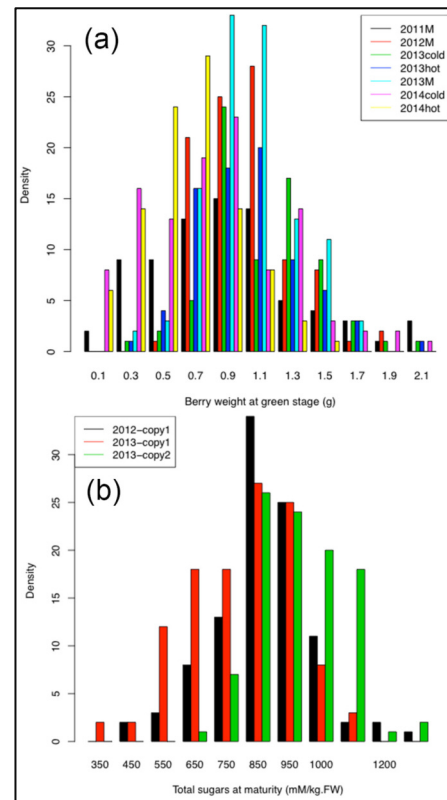 (a)
2011M
2012M
2013cold
2013hot
2013M
2014cold
2014hot
Density
30
25
20
15
10
5
0
0.1 0.3 0.5 0.7 0.9 1.1 1.3 1.5 1.7 1.9 2.1
Berry weight at green stage (g)
2012-copy1
2013-copy1
2013-copy2
(b)
Density
30
25
20
15
10
5
0
350 450 550 650 750 850 950 1000 1200
Total sugars at maturity (mM/kg.FW)